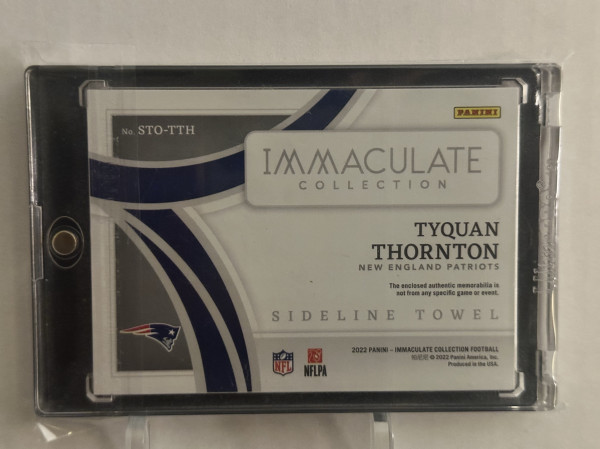 PANINI
No. STO-TTH
IMMACULATE
COLLECTION
TYQUAN
THORNTON
NEW ENGLAND PATRIOTS
The enclosed authentic memorabilia is
not from any specific game or event.
SIDELINE TOWEL
NFL
NFLPA
2022 PANINI – IMMACULATE COLLECTION FOOTBALL
© 2022 Panini America, Inc.
Produced in the USA.